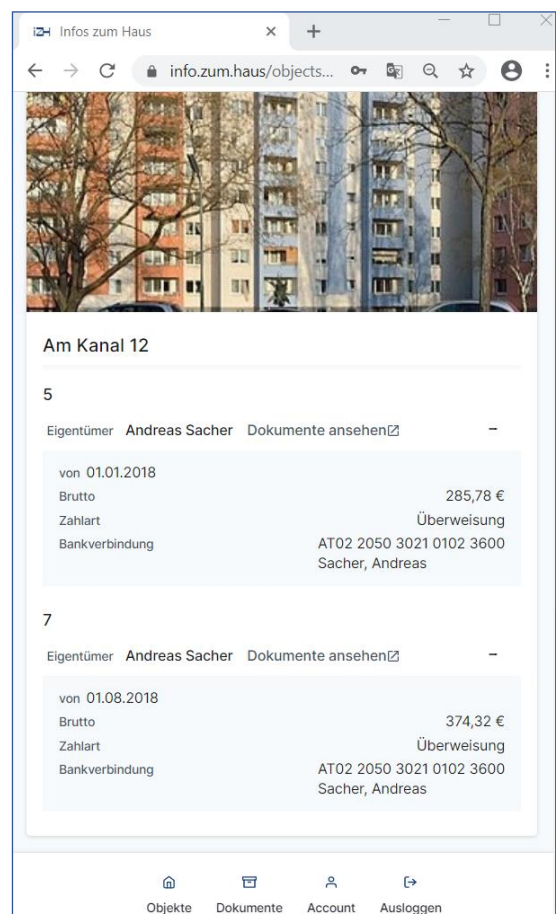 iZH Infos zum Haus
info.zum.haus/objects...
Am Kanal 12
5
Eigentümer Andreas Sacher Dokumente ansehen
von 01.01.2018
Brutto 285,78 €
Zahlart Überweisung
Bankverbindung AT02 2050 3021 0102 3600
Sacher, Andreas
7
Eigentümer Andreas Sacher Dokumente ansehen
von 01.08.2018
Brutto 374,32 €
Zahlart Überweisung
Bankverbindung AT02 2050 3021 0102 3600
Sacher, Andreas
Objekte Dokumente Account Ausloggen